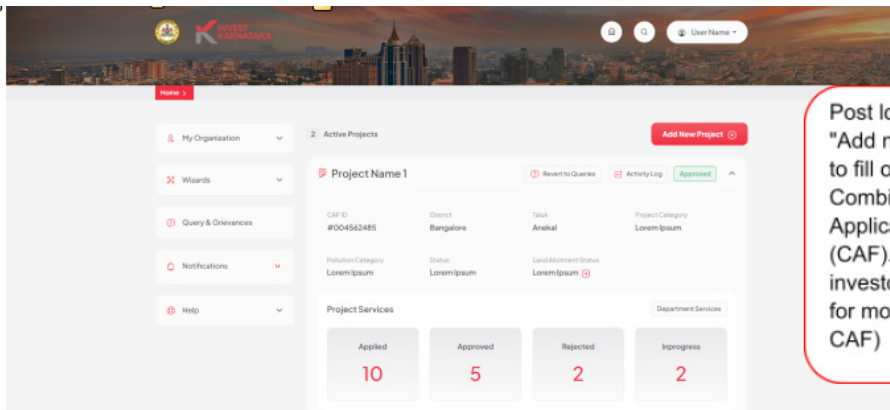 INVEST
KARNATAKA
User Name
Home >
My Organization
Wizards
Query & Grievances
Notifications 14
Help
2 Active Projects
Add New Project
Project Name 1
Revert to Queries
Activity Log
Approved
CAF ID
#004562485
District
Bangalore
Taluk
Anekal
Project Category
Lorem Ipsum
Pollution Category
Lorem Ipsum
Status
Lorem Ipsum
Land Allotment Status
Lorem Ipsum
Project Services
Department Services
Applied
10
Approved
5
Rejected
2
Inprogress
2
Post lo
"Add n
to fill o
Combi
Applica
(CAF).
investo
for mo
CAF)